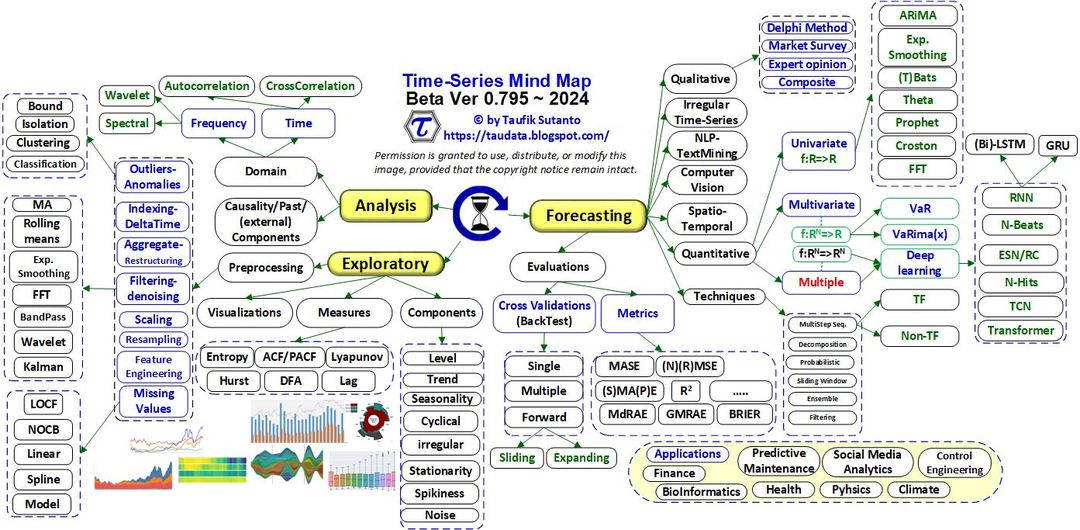 Time-Series Mind Map
Beta Ver 0.795 ~ 2024
© by Taufik Sutanto
https://taudata.blogspot.com/
Permission is granted to use, distribute, or modify this
image, provided that the copyright notice remain intact.
Analysis
Domain
Frequency
Time
Wavelet
Spectral
Autocorrelation
CrossCorrelation
Causality/Past/
(external)
Components
Preprocessing
Outliers-
Anomalies
Indexing-
DeltaTime
Aggregate-
Restructuring
Filtering-
denoising
Scaling
Resampling
Feature
Engineering
Missing
Values
Bound
Isolation
Clustering
Classification
MA
Rolling
means
Exp.
Smoothing
FFT
BandPass
Wavelet
Kalman
LOCF
NOCB
Linear
Spline
Model
Exploratory
Visualizations
Measures
Components
Entropy
ACF/PACF
Lyapunov
Hurst
DFA
Lag
Level
Trend
Seasonality
Cyclical
irregular
Stationarity
Spikiness
Noise
Forecasting
Qualitative
Delphi Method
Market Survey
Expert opinion
Composite
Irregular
Time-Series
NLP-
TextMining
Computer
Vision
Spatio-
Temporal
Quantitative
Univariate
f:R=>R
ARiMA
Exp.
Smoothing
(T)Bats
Theta
Prophet
Croston
FFT
Multivariate
f:Rᴺ=>R
f:Rᴺ=>Rᴺ
Multiple
VaR
VaRima(x)
Deep
learning
(Bi)-LSTM
GRU
RNN
N-Beats
ESN/RC
N-Hits
TCN
Transformer
Techniques
TF
Non-TF
MultiStep Seq.
Decomposition
Probabilistic
Sliding Window
Ensemble
Filtering
Evaluations
Cross Validations
(BackTest)
Metrics
Single
Multiple
Forward
Sliding
Expanding
MASE
(N)(R)MSE
(S)MA(P)E
R²
.....
MdRAE
GMRAE
BRIER
Applications
Predictive
Maintenance
Social Media
Analytics
Control
Engineering
Finance
BioInformatics
Health
Pyhsics
Climate